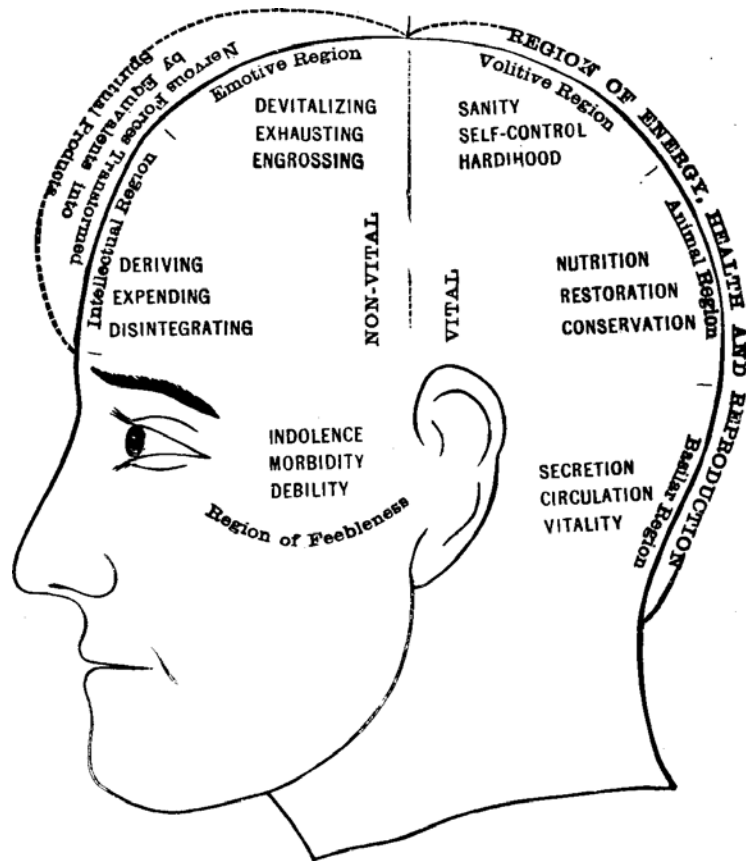 Nervous Forces Transformed
by Equivalents into
Spiritual Products
REGION OF ENERGY, HEALTH AND REPRODUCTION
Emotive Region
Volitive Region
DEVITALIZING
EXHAUSTING
ENGROSSING
SANITY
SELF-CONTROL
HARDIHOOD
Intellectual Region
Animal Region
DERIVING
EXPENDING
DISINTEGRATING
NON-VITAL
VITAL
NUTRITION
RESTORATION
CONSERVATION
INDOLENCE
MORBIDITY
DEBILITY
Region of Feebleness
SECRETION
CIRCULATION
VITALITY
Basilar Region